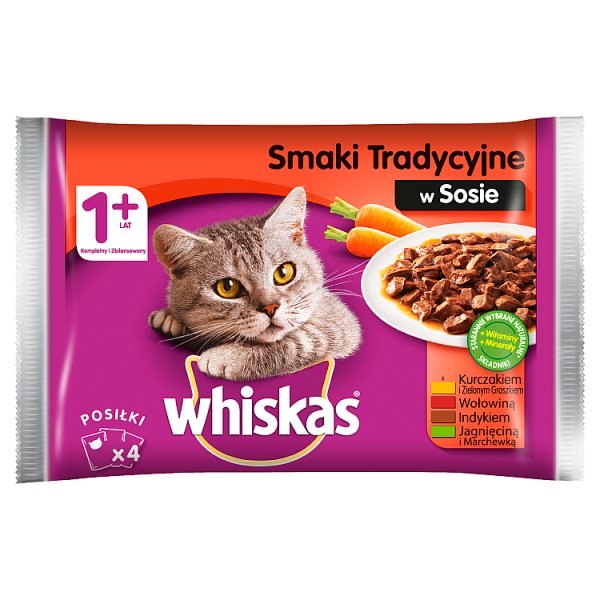 Smaki Tradycyjne
w Sosie
1+
LAT
Kompletny i Zbilansowany
STARANNIE WYBRANE NATURALNE
+ Witaminy
+ Minerały
SKŁADNIKI
z
Kurczakiem
i Zielonym Groszkiem
Wołowiną
Indykiem
Jagnięciną
i Marchewką
POSIŁKI
x4
whiskas®